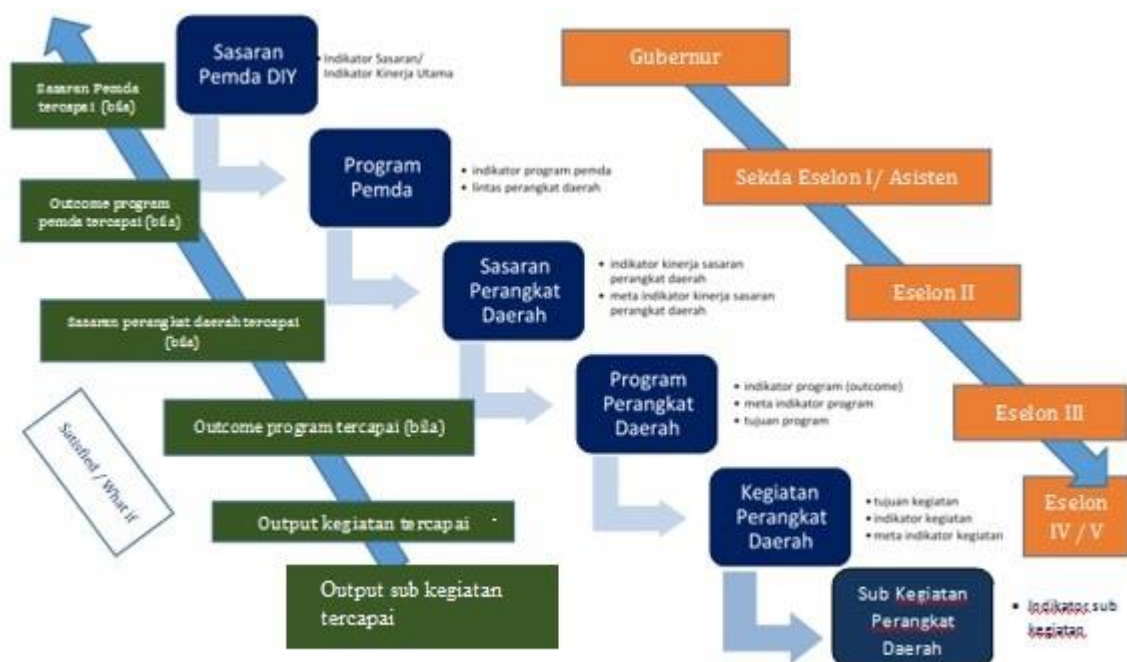 Sasaran
Pemda DIY
• Indikator Sasaran/
Indikator Kinerja Utama
Gubernur
Sasaran Pemda
tercapai (bila)
Program
Pemda
• indikator program pemda
• lintas perangkat daerah
Sekda Eselon I/ Asisten
Outcome program
pemda tercapai (bila)
Sasaran
Perangkat
Daerah
• indikator kinerja sasaran
perangkat daerah
• meta indikator kinerja sasaran
perangkat daerah
Eselon II
Sasaran perangkat daerah tercapai
(bila)
Program
Perangkat
Daerah
• indikator program (outcome)
• meta indikator program
• tujuan program
Eselon III
Outcome program tercapai (bila)
Satisfied / What if
Kegiatan
Perangkat
Daerah
• tujuan kegiatan
• indikator kegiatan
• meta indikator kegiatan
Eselon
IV / V
Output kegiatan tercapai
Output sub kegiatan
tercapai
Sub Kegiatan
Perangkat
Daerah
• Indikator sub
kegiatan